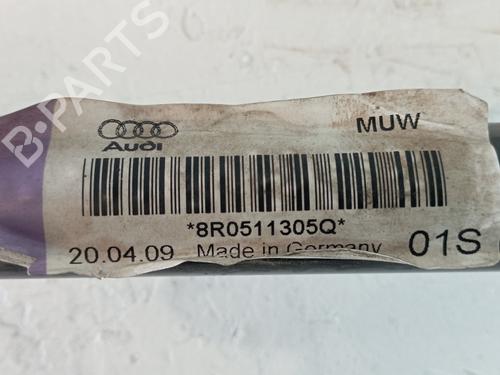 B-PARTS
MUW
Audi
*8R0511305Q*
20.04.09 Made in Germany 01S